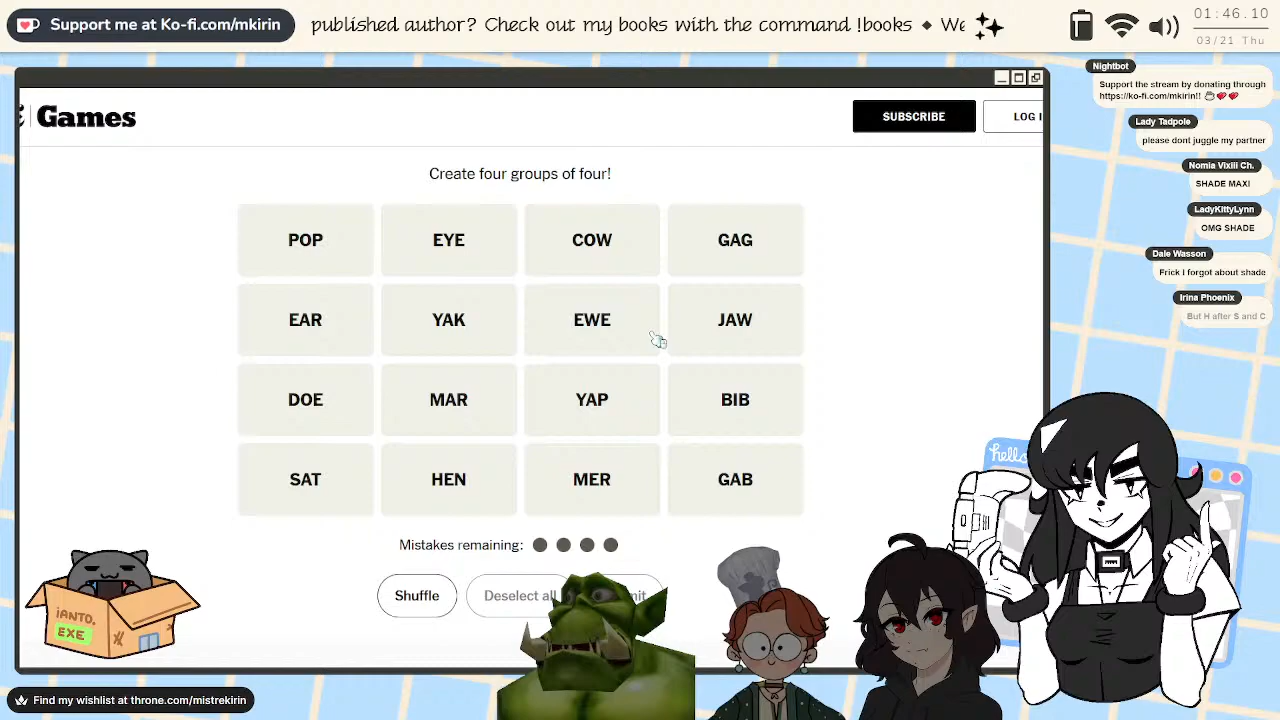 Support me at Ko-fi.com/mkirin
published author? Check out my books with the command !books ◆ We
01:46.10
03/21 Thu
Games
SUBSCRIBE
LOG I
Create four groups of four!
POP EYE COW GAG
EAR YAK EWE JAW
DOE MAR YAP BIB
SAT HEN MER GAB
Mistakes remaining:
Shuffle
Deselect all
Nightbot
Support the stream by donating through
https://ko-fi.com/mkirin!!
Lady Tadpole
please dont juggle my partner
Nomia Vixiii Ch.
SHADE MAX!
LadyKittyLynn
OMG SHADE
Dale Wasson
Frick I forgot about shade
Irina Phoenix
But H after S and C
hello
iANTO.
EXE
Find my wishlist at throne.com/mistrekirin